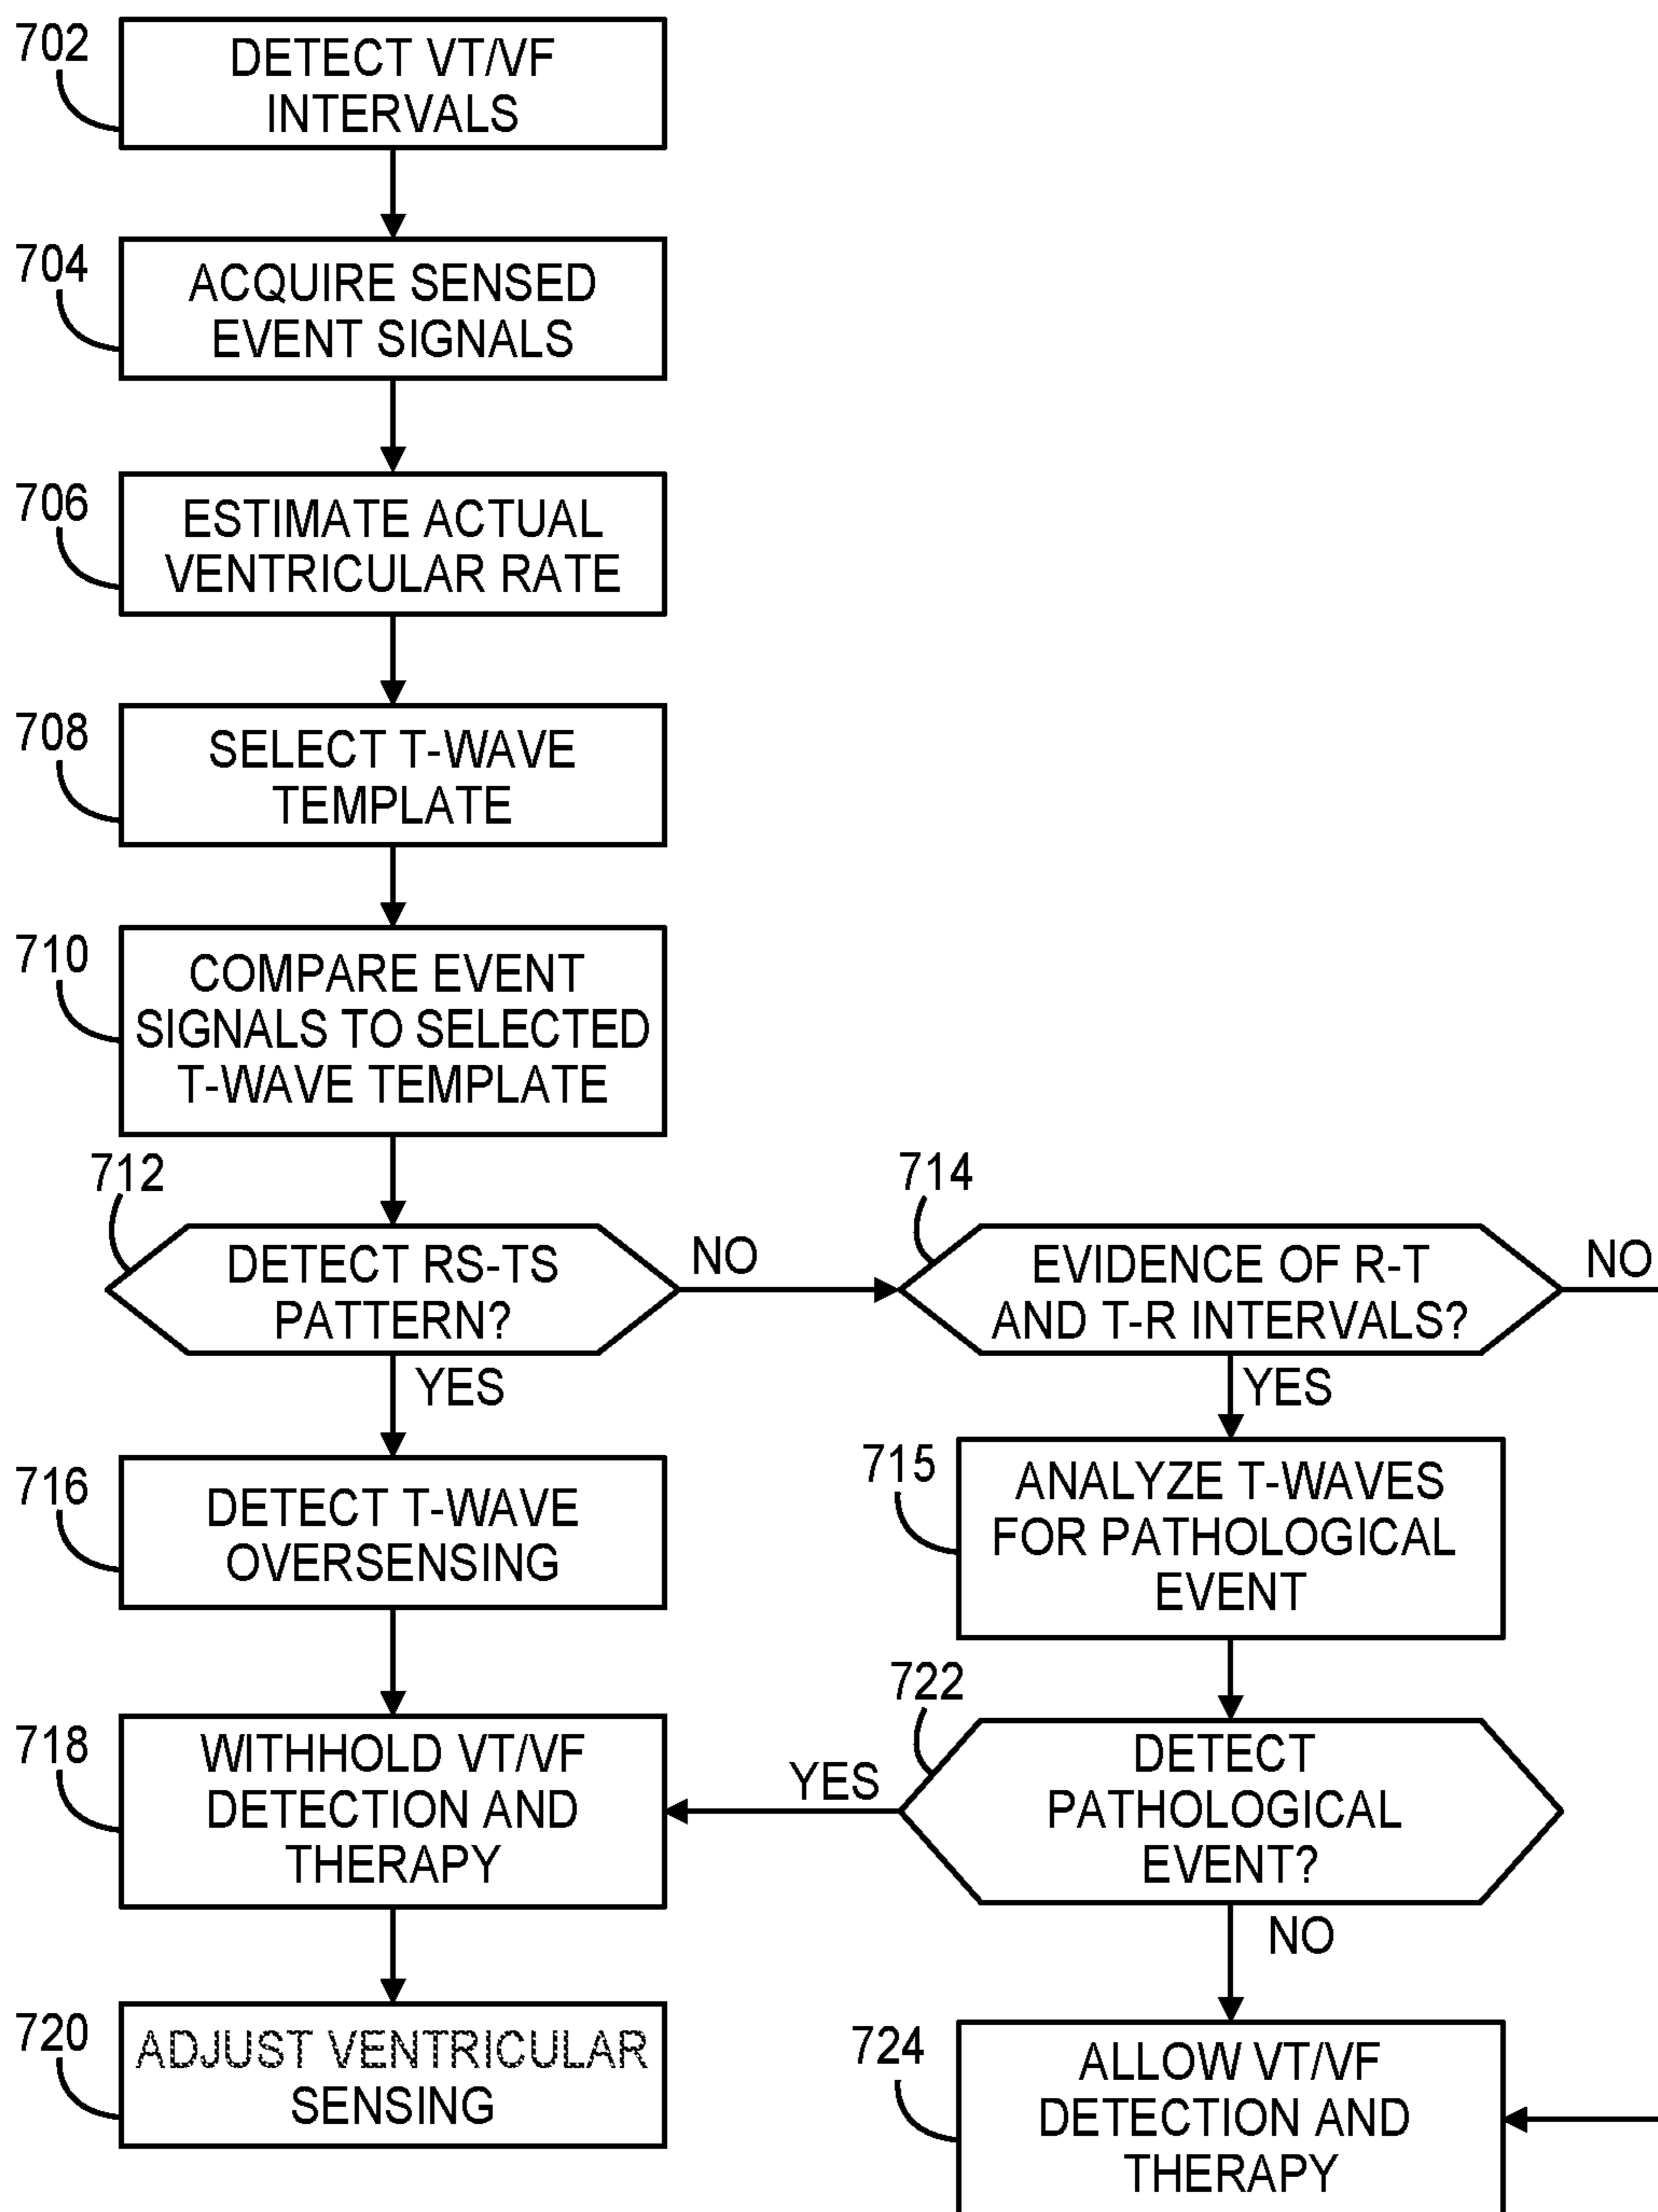 702
DETECT VT/VF
INTERVALS
704
ACQUIRE SENSED
EVENT SIGNALS
706
ESTIMATE ACTUAL
VENTRICULAR RATE
708
SELECT T-WAVE
TEMPLATE
710
COMPARE EVENT
SIGNALS TO SELECTED
T-WAVE TEMPLATE
712
DETECT RS-TS
PATTERN?
NO
YES
714
EVIDENCE OF R-T
AND T-R INTERVALS?
NO
YES
716
DETECT T-WAVE
OVERSENSING
715
ANALYZE T-WAVES
FOR PATHOLOGICAL
EVENT
718
WITHHOLD VT/VF
DETECTION AND
THERAPY
722
DETECT
PATHOLOGICAL
EVENT?
YES
NO
720
ADJUST VENTRICULAR
SENSING
724
ALLOW VT/VF
DETECTION AND
THERAPY